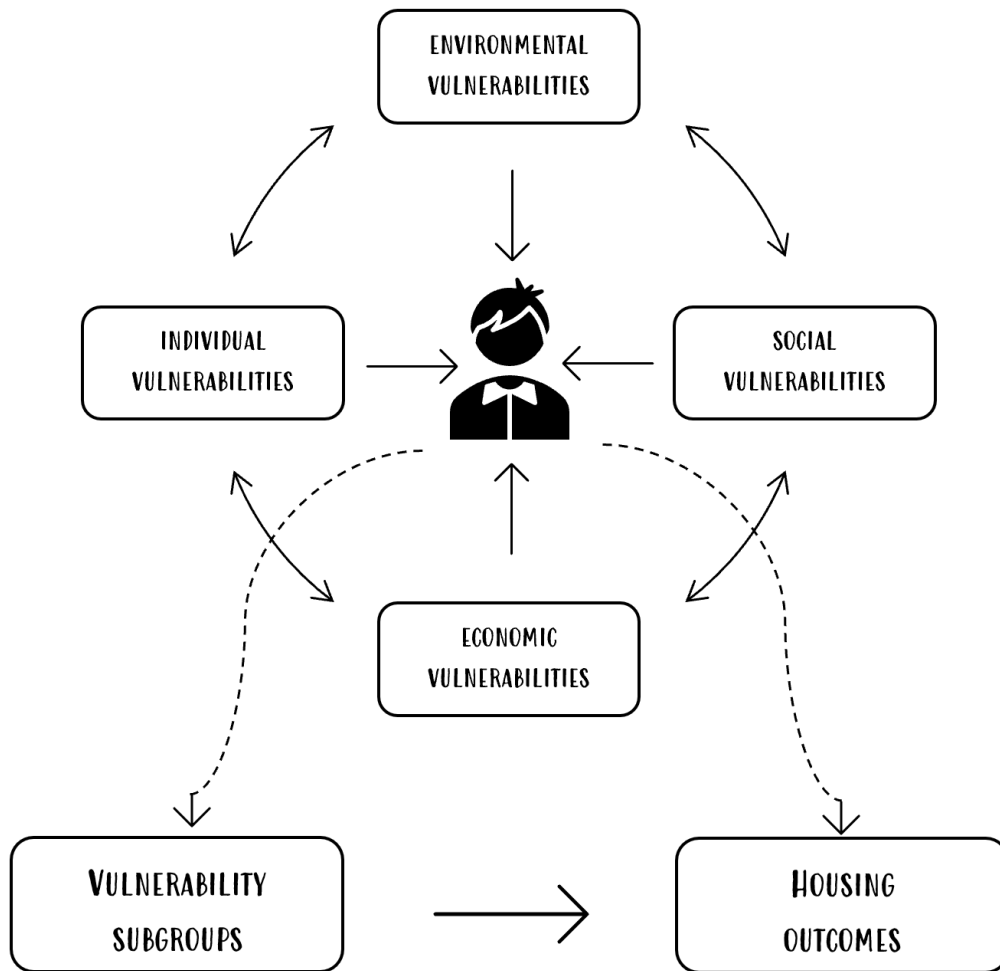 ENVIRONMENTAL
VULNERABILITIES
INDIVIDUAL
VULNERABILITIES
SOCIAL
VULNERABILITIES
ECONOMIC
VULNERABILITIES
VULNERABILITY
SUBGROUPS
HOUSING
OUTCOMES